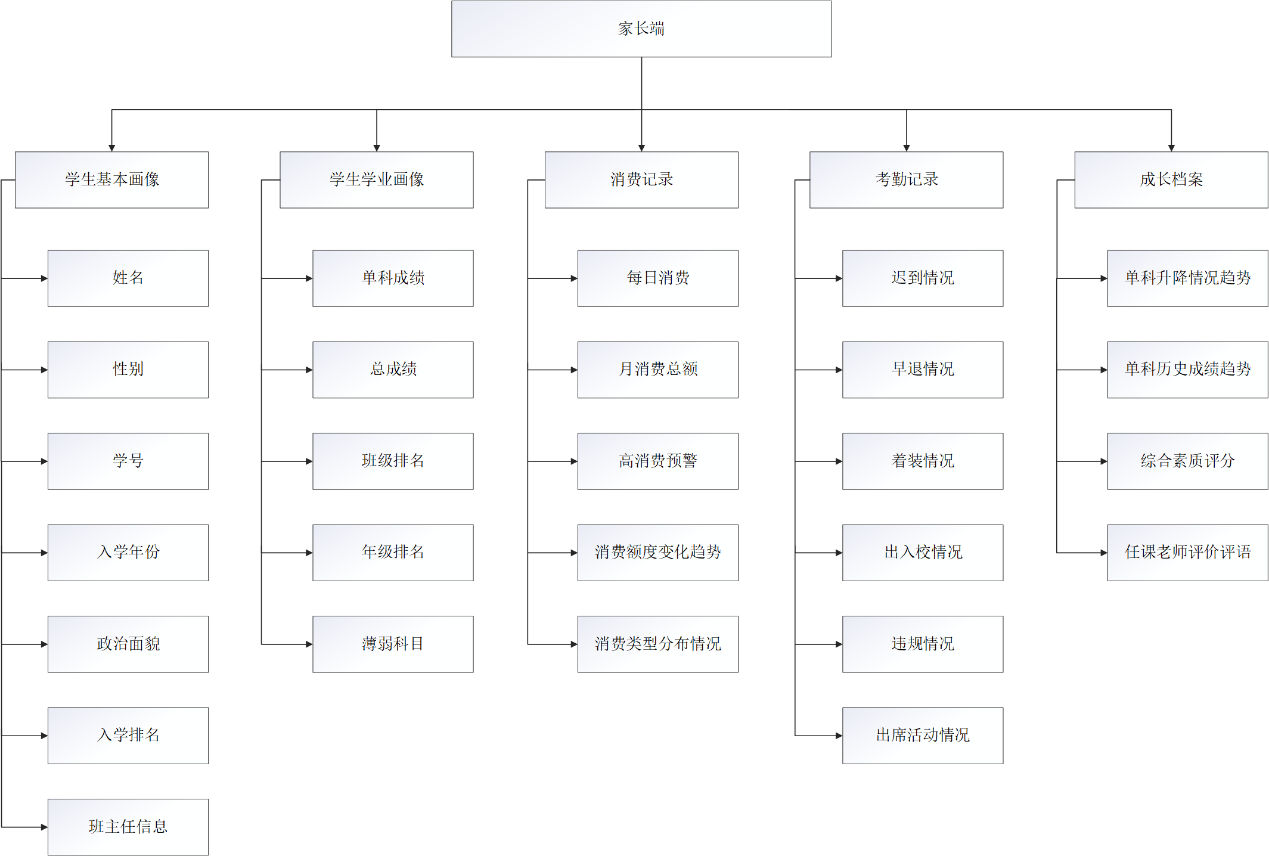 家长端
学生基本画像
姓名
性别
学号
入学年份
政治面貌
入学排名
班主任信息
学生学业画像
单科成绩
总成绩
班级排名
年级排名
薄弱科目
消费记录
每日消费
月消费总额
高消费预警
消费额度变化趋势
消费类型分布情况
考勤记录
迟到情况
早退情况
着装情况
出入校情况
违规情况
出席活动情况
成长档案
单科升降情况趋势
单科历史成绩趋势
综合素质评分
任课老师评价评语